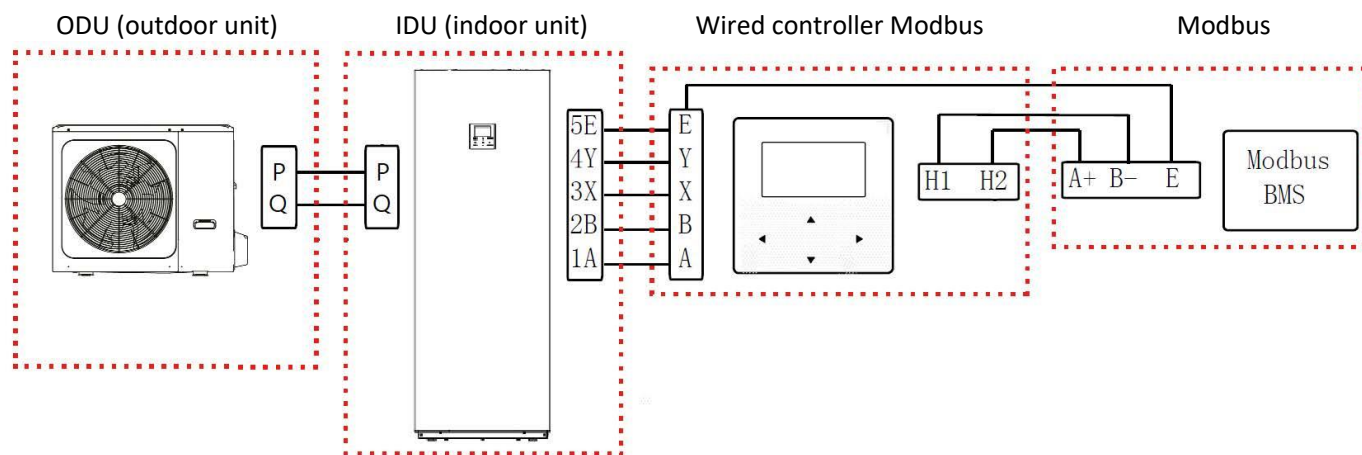 ODU (outdoor unit)
IDU (indoor unit)
Wired controller Modbus
Modbus
P
Q
P
Q
5E
4Y
3X
2B
1A
E
Y
X
B
A
H1 H2
A+ B- E
Modbus
BMS